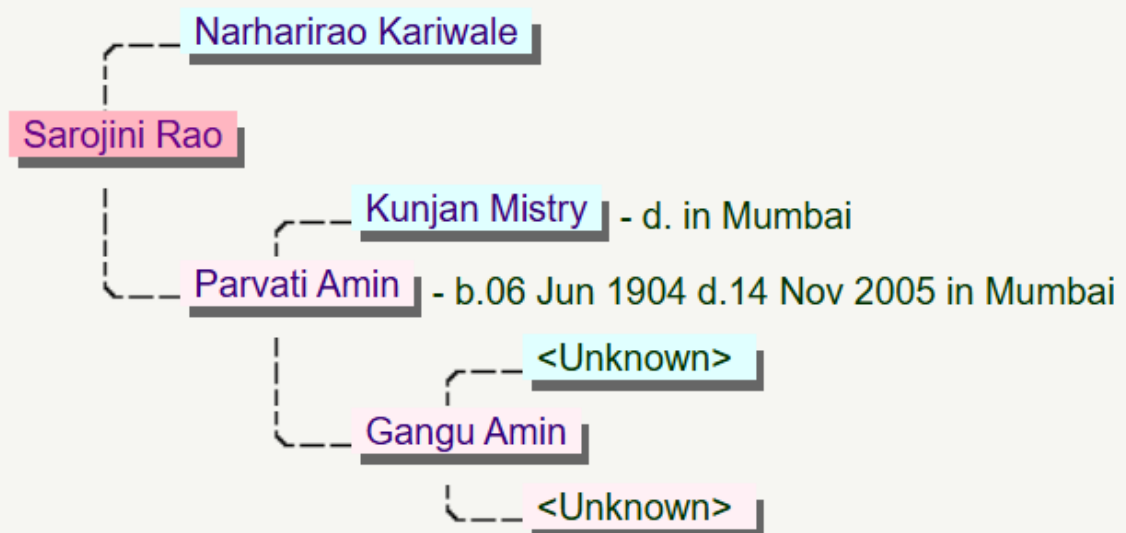 Narharirao Kariwale
Sarojini Rao
Kunjan Mistry - d. in Mumbai
Parvati Amin - b.06 Jun 1904 d.14 Nov 2005 in Mumbai
<Unknown>
Gangu Amin
<Unknown>